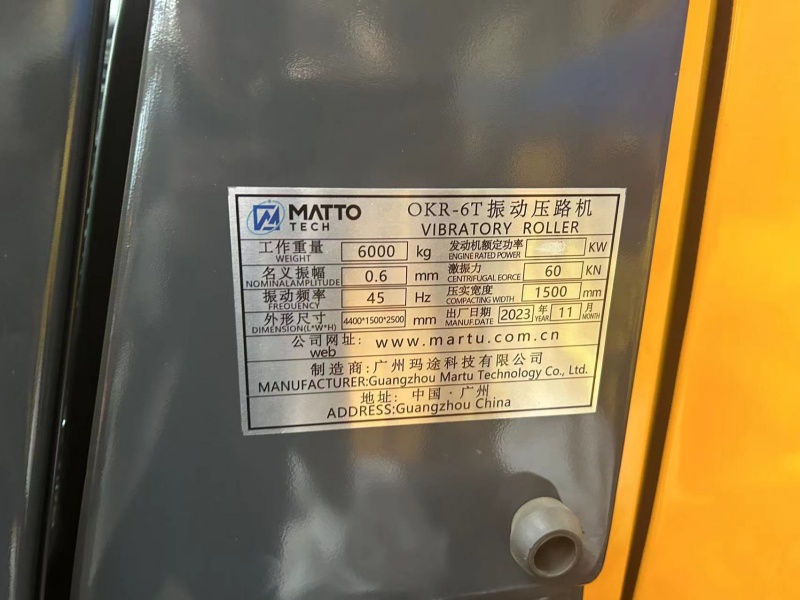 MATTO
TECH
OKR-6T 振动压路机
VIBRATORY ROLLER
工作重量 6000 kg 发动机额定功率 KW
WEIGHT ENGINE RATED POWER
名义振幅 0.6 mm 激振力 60 KN
NOMINALAMPLITUDE CENTRIFUGAL EORCE
振动频率 45 Hz 压实宽度 1500 mm
FREOUENCY COMPACTING WIDTH
外形尺寸 4400*1500*2500 mm 出厂日期 2023 年 11 月
DIMENSION(L*W*H) MANUF.DATE YEAR MONTH
公司网址: www.martu.com.cn
web
制造商: 广州玛途科技有限公司
MANUFACTURER:Guangzhou Martu Technology Co., Ltd.
地址: 中国·广州
ADDRESS:Guangzhou China